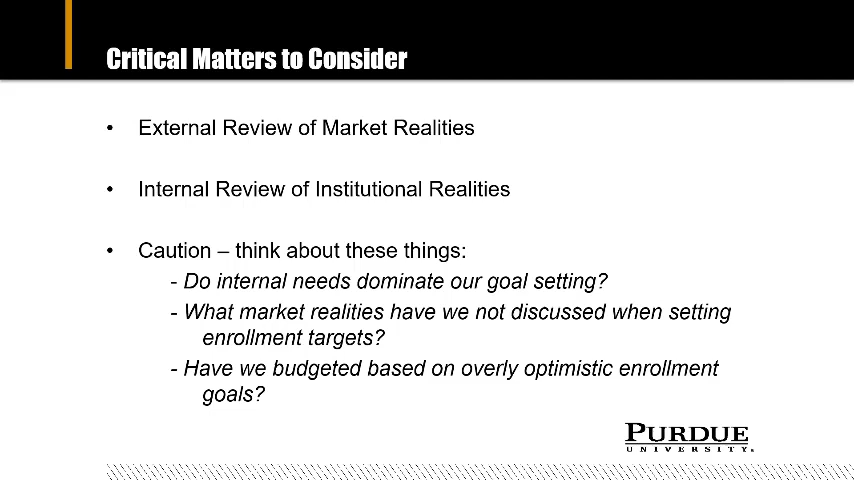 Critical Matters to Consider
• External Review of Market Realities
• Internal Review of Institutional Realities
• Caution – think about these things:
- Do internal needs dominate our goal setting?
- What market realities have we not discussed when setting
enrollment targets?
- Have we budgeted based on overly optimistic enrollment
goals?
PURDUE
UNIVERSITY.